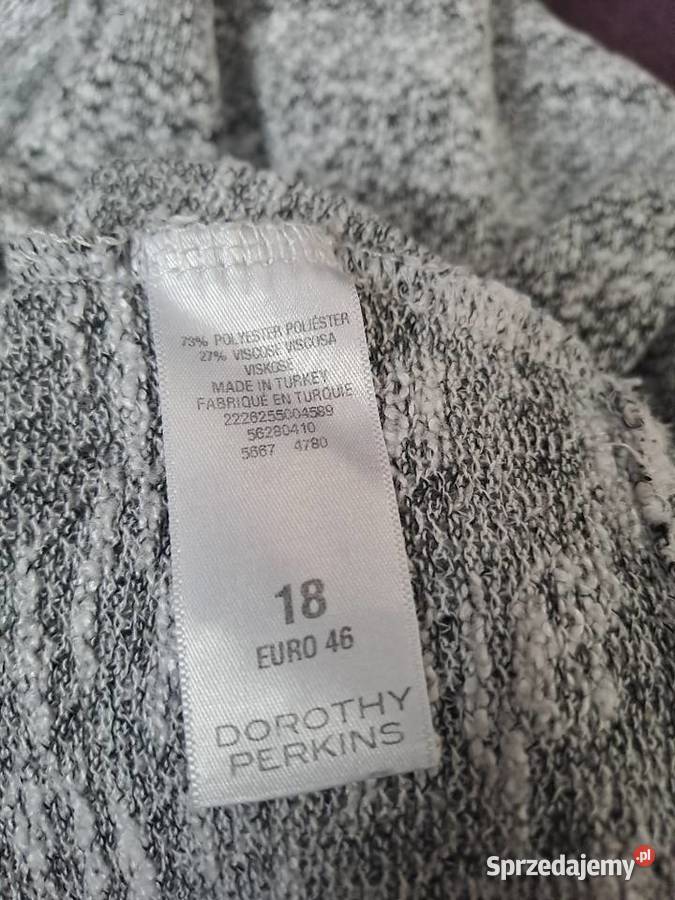 73% POLYESTER POLIÉSTER
27% VISCOSE VISCOSA
VISKOSE
MADE IN TURKEY
FABRIQUÉ EN TURQUIE
2226255004589
56280410
5667 4780
18
EURO 46
DOROTHY
PERKINS
Sprzedajemy.pl